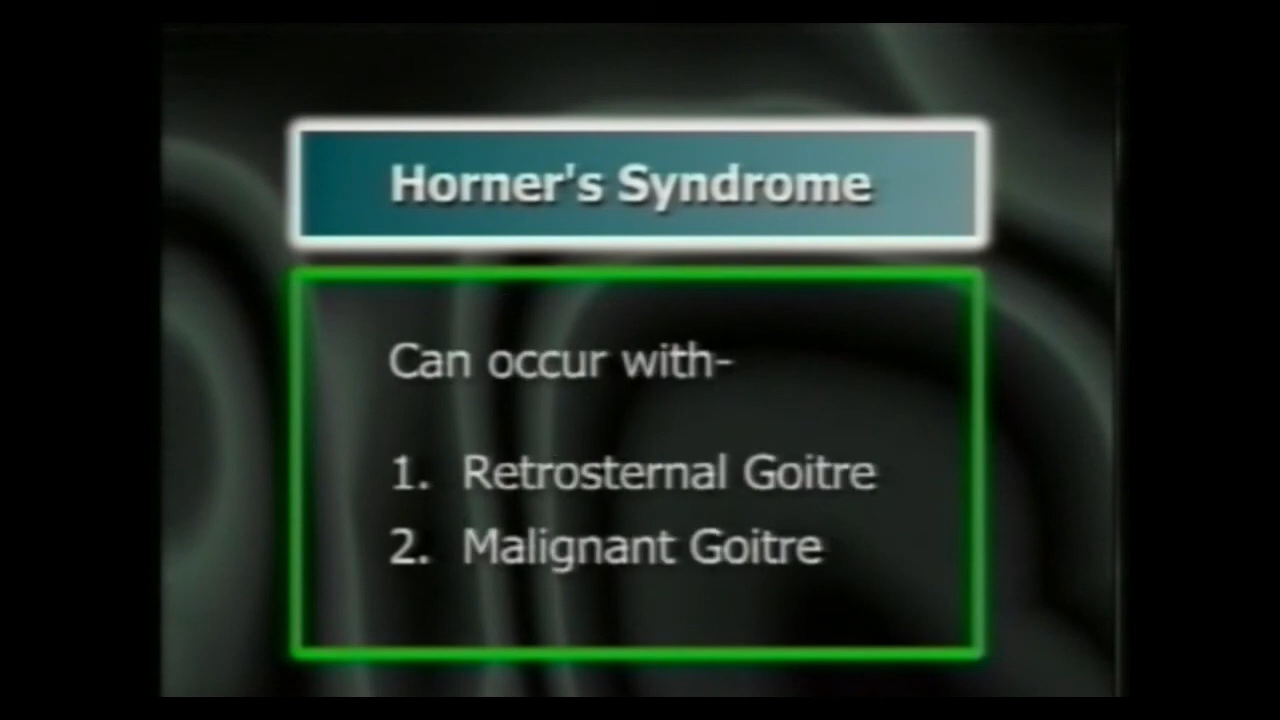 Horner's Syndrome
Can occur with-
1. Retrosternal Goitre
2. Malignant Goitre